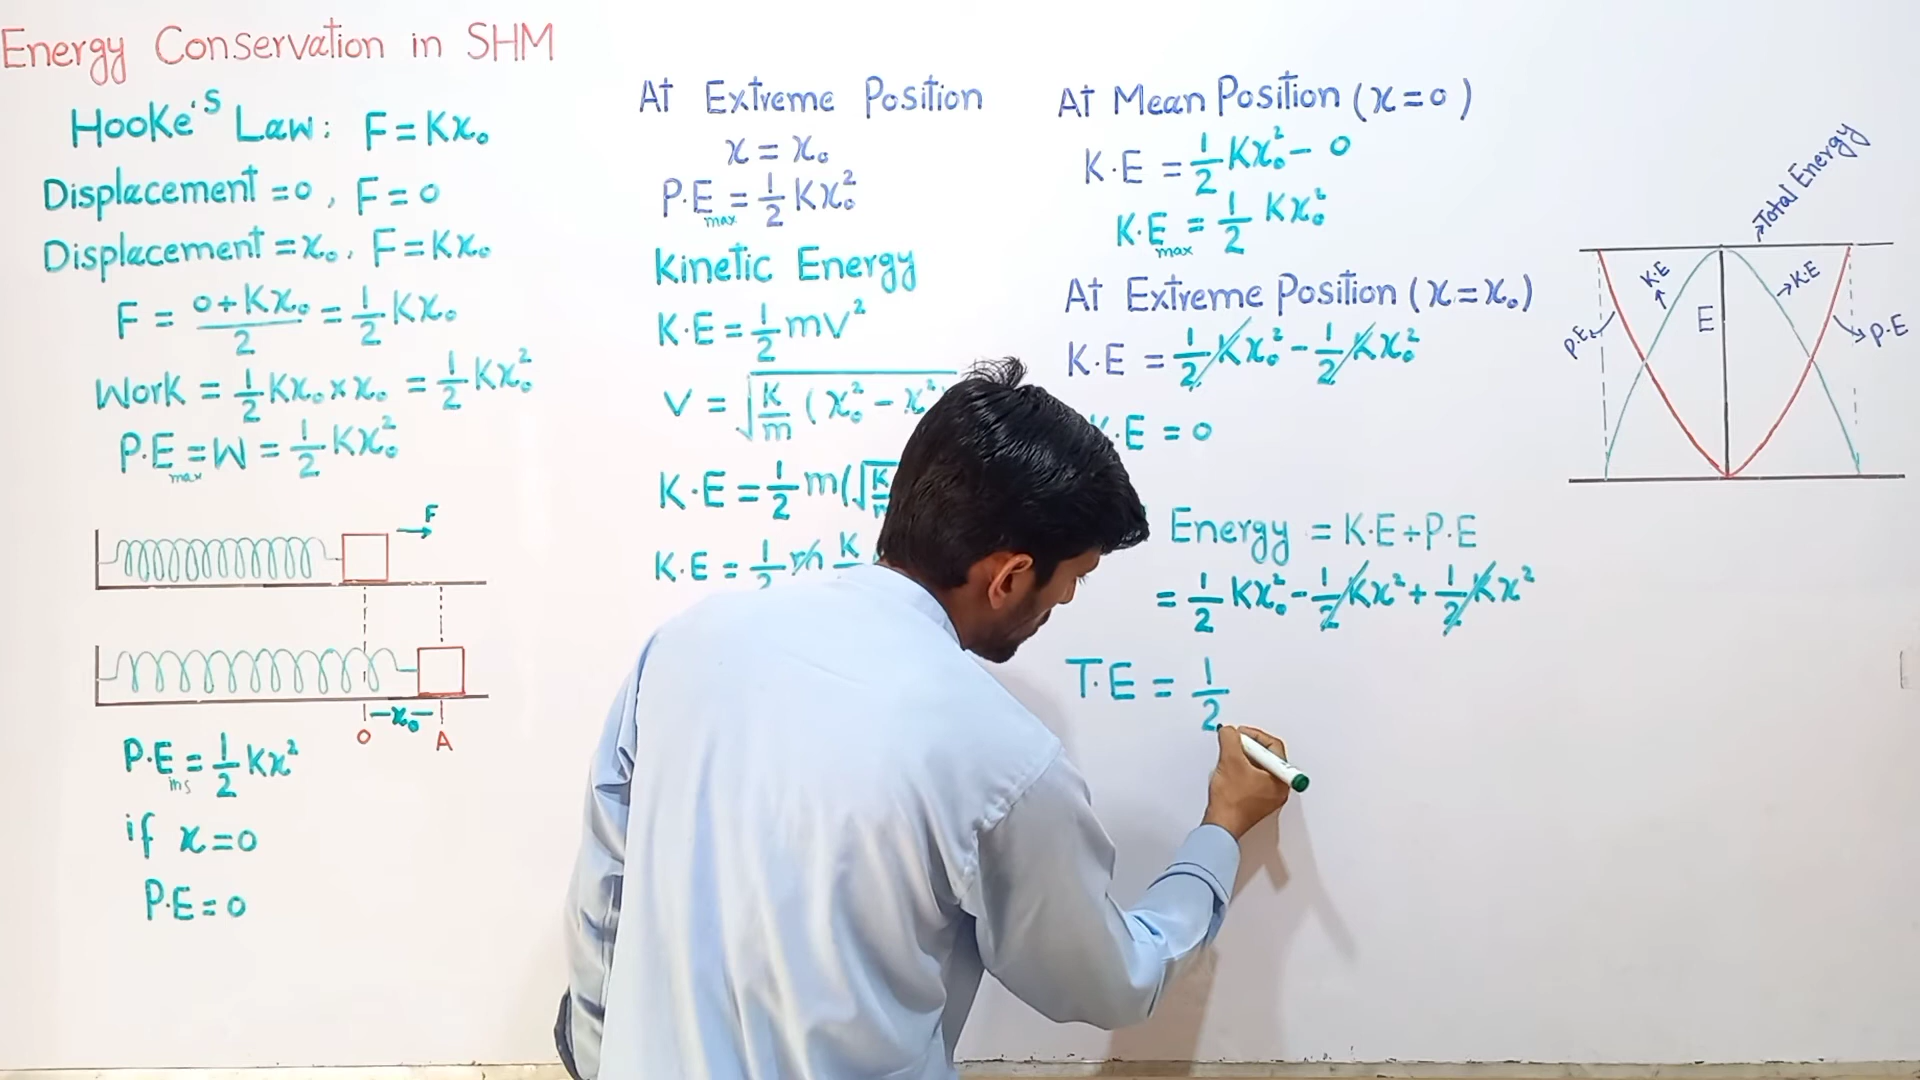 Energy Conservation in SHM
Hooke's Law: F = Kx₀
Displacement = 0, F = 0
Displacement = x₀, F = Kx₀
F = (0 + Kx₀)/2 = 1/2 Kx₀
Work = 1/2 Kx₀ × x₀ = 1/2 Kx₀²
P.E max = W = 1/2 Kx₀²
F
x₀
O A
P.E ins = 1/2 Kx²
if x = 0
P.E = 0
At Extreme Position
x = x₀
P.E max = 1/2 Kx₀²
Kinetic Energy
K.E = 1/2 mv²
V = √(K/m (x₀² - x²
K.E = 1/2 m(√K
K.E = 1/2 m K
At Mean Position (x = 0)
K.E = 1/2 Kx₀² - 0
K.E max = 1/2 Kx₀²
At Extreme Position (x = x₀)
K.E = 1/2 Kx₀² - 1/2 Kx₀²
K.E = 0
Energy = K.E + P.E
= 1/2 Kx₀² - 1/2 Kx² + 1/2 Kx²
T.E = 1/2
Total Energy
K.E
K.E
P.E
E
P.E